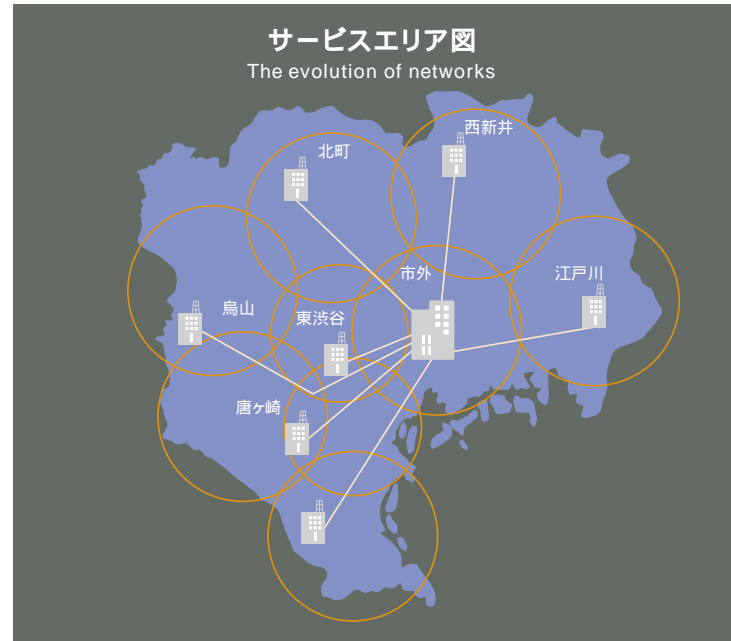 サービスエリア図
The evolution of networks
西新井
北町
市外
江戸川
烏山
東渋谷
唐ヶ崎